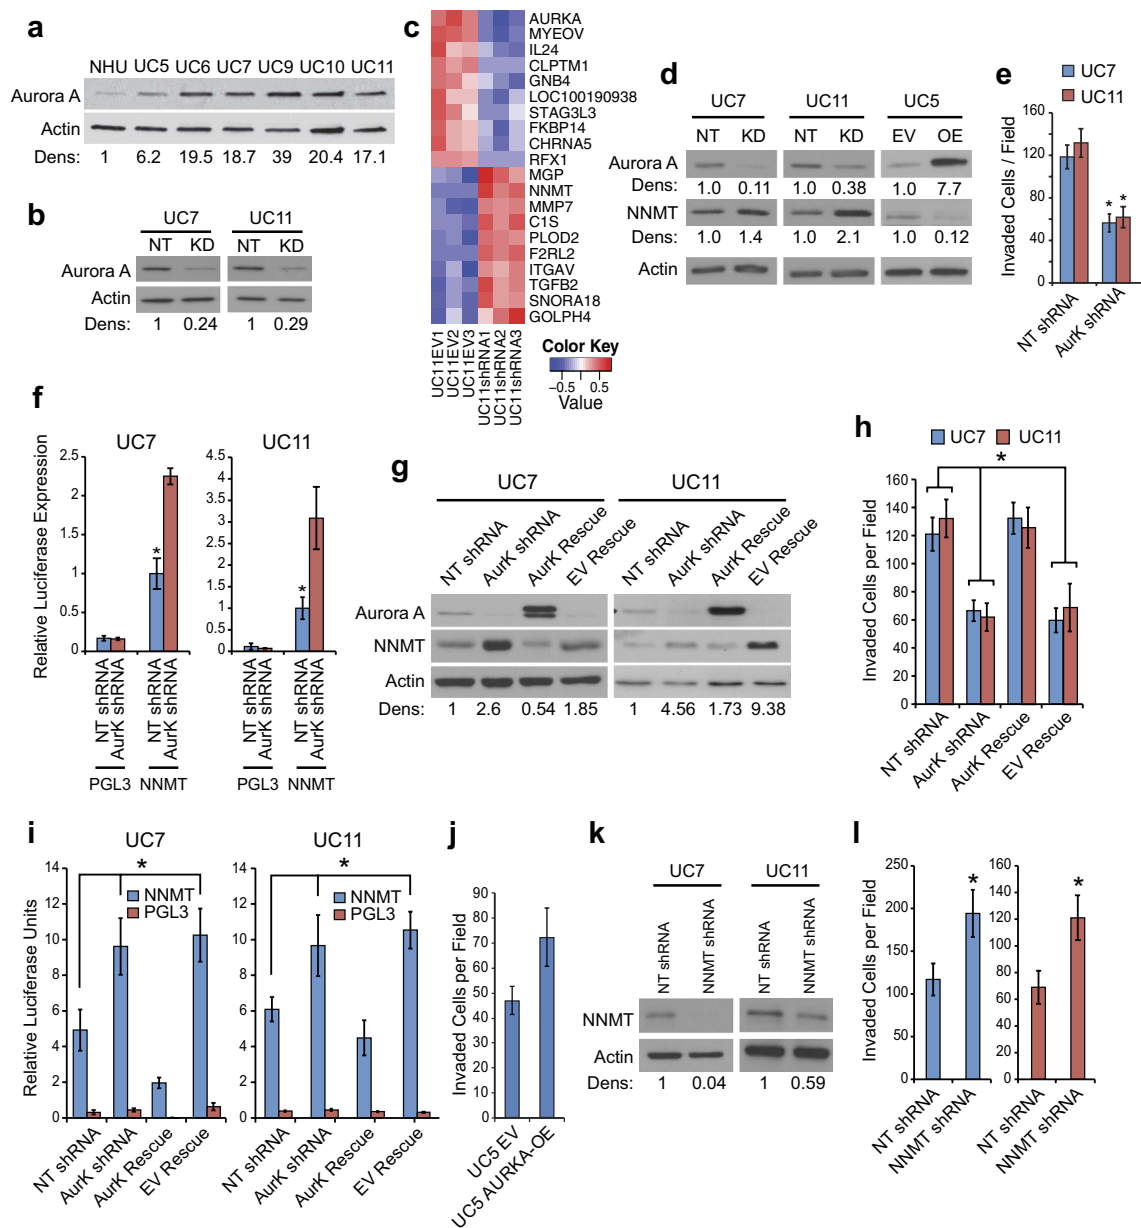 a
NHU UC5 UC6 UC7 UC9 UC10 UC11
Aurora A
Actin
Dens: 1 6.2 19.5 18.7 39 20.4 17.1
b
UC7 UC11
NT KD NT KD
Aurora A
Actin
Dens: 1 0.24 1 0.29
c
AURKA
MYEOV
IL24
CLPTM1
GNB4
LOC100190938
STAG3L3
FKBP14
CHRNA5
RFX1
MGP
NNMT
MMP7
C1S
PLOD2
F2RL2
ITGAV
TGFB2
SNORA18
GOLPH4
UC11EV1
UC11EV2
UC11EV3
UC11shRNA1
UC11shRNA2
UC11shRNA3
Color Key
−0.5 0.5
Value
d
UC7 UC11 UC5
NT KD NT KD EV OE
Aurora A
Dens: 1.0 0.11 1.0 0.38 1.0 7.7
NNMT
Dens: 1.0 1.4 1.0 2.1 1.0 0.12
Actin
e
UC7
UC11
Invaded Cells / Field
160
120
80
40
0
* *
NT shRNA
AurK shRNA
f
UC7
Relative Luciferase Expression
2.5
2
1.5
1
0.5
0
*
NT shRNA
AurK shRNA
NT shRNA
AurK shRNA
PGL3 NNMT
UC11
4.5
4
3.5
3
2.5
2
1.5
1
0.5
0
*
NT shRNA
AurK shRNA
NT shRNA
AurK shRNA
PGL3 NNMT
g
UC7 UC11
NT shRNA AurK shRNA AurK Rescue EV Rescue NT shRNA AurK shRNA AurK Rescue EV Rescue
Aurora A
NNMT
Actin
Dens: 1 2.6 0.54 1.85 1 4.56 1.73 9.38
h
UC7 UC11
*
Invaded Cells per Field
160
140
120
100
80
60
40
20
0
NT shRNA
AurK shRNA
AurK Rescue
EV Rescue
i
UC7
*
NNMT
PGL3
Relative Luciferase Units
14
12
10
8
6
4
2
0
NT shRNA
AurK shRNA
AurK Rescue
EV Rescue
UC11
*
NNMT
PGL3
14
12
10
8
6
4
2
0
NT shRNA
AurK shRNA
AurK Rescue
EV Rescue
j
Invaded Cells per Field
90
80
70
60
50
40
30
20
10
0
UC5 EV
UC5 AURKA-OE
k
UC7 UC11
NT shRNA
NNMT shRNA
NT shRNA
NNMT shRNA
NNMT
Actin
Dens: 1 0.04 1 0.59
l
Invaded Cells per Field
250
200
150
100
50
0
*
NT shRNA
NNMT shRNA
160
140
120
100
80
60
40
20
0
*
NT shRNA
NNMT shRNA